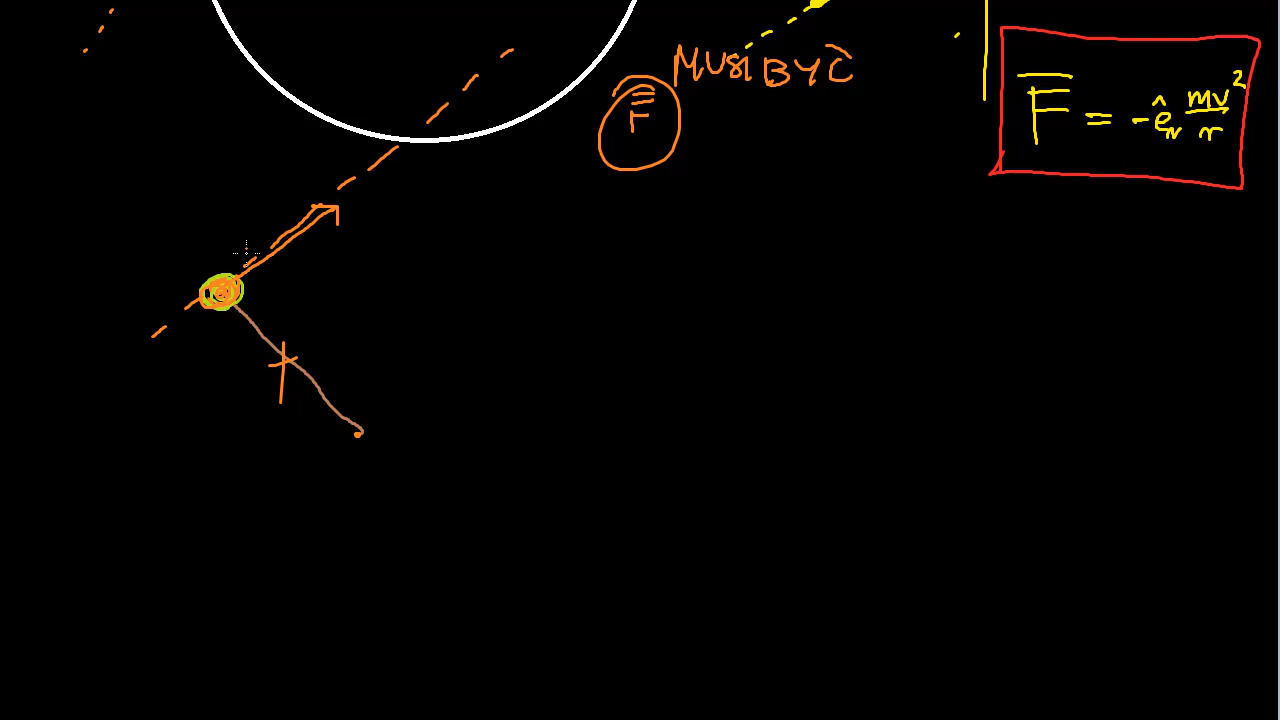 MUSI BYĆ
F
F̅ = -ê_r mv²/r